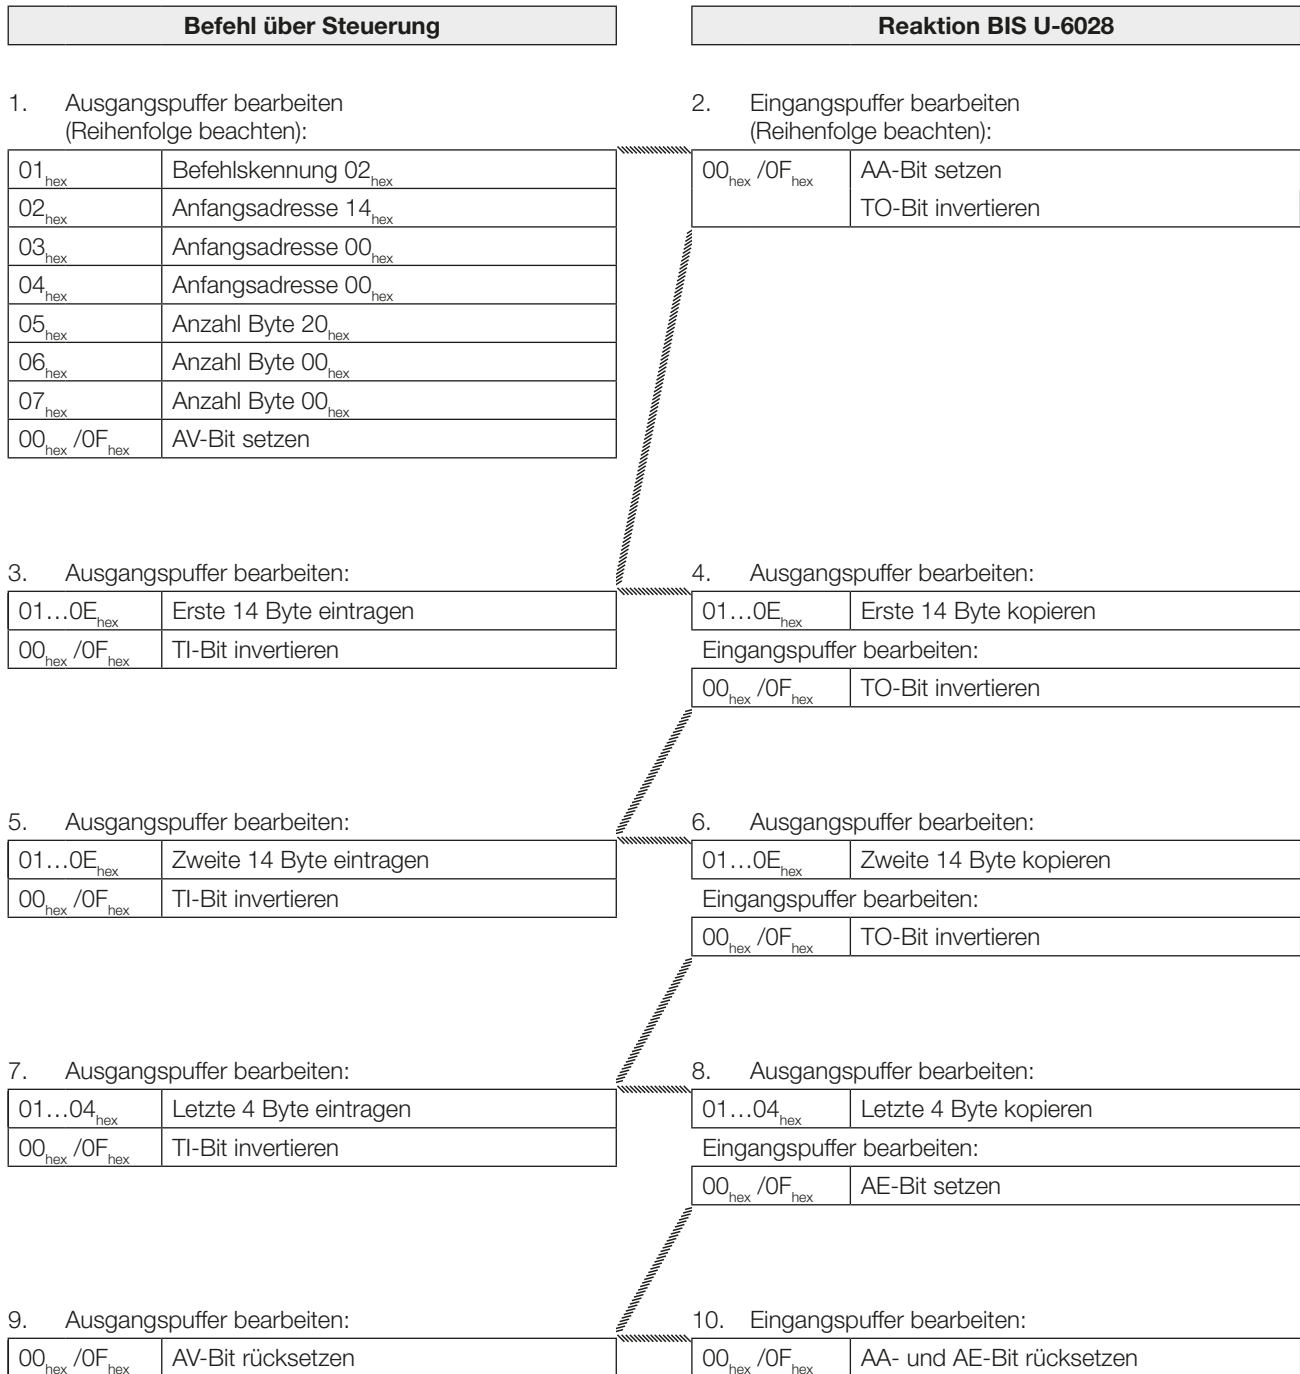 Befehl über Steuerung
Reaktion BIS U-6028
1. Ausgangspuffer bearbeiten
(Reihenfolge beachten):
01hex Befehlskennung 02hex
02hex Anfangsadresse 14hex
03hex Anfangsadresse 00hex
04hex Anfangsadresse 00hex
05hex Anzahl Byte 20hex
06hex Anzahl Byte 00hex
07hex Anzahl Byte 00hex
00hex /0Fhex AV-Bit setzen
2. Eingangspuffer bearbeiten
(Reihenfolge beachten):
00hex /0Fhex AA-Bit setzen
TO-Bit invertieren
3. Ausgangspuffer bearbeiten:
01…0Ehex Erste 14 Byte eintragen
00hex /0Fhex TI-Bit invertieren
4. Ausgangspuffer bearbeiten:
01…0Ehex Erste 14 Byte kopieren
Eingangspuffer bearbeiten:
00hex /0Fhex TO-Bit invertieren
5. Ausgangspuffer bearbeiten:
01…0Ehex Zweite 14 Byte eintragen
00hex /0Fhex TI-Bit invertieren
6. Ausgangspuffer bearbeiten:
01…0Ehex Zweite 14 Byte kopieren
Eingangspuffer bearbeiten:
00hex /0Fhex TO-Bit invertieren
7. Ausgangspuffer bearbeiten:
01…04hex Letzte 4 Byte eintragen
00hex /0Fhex TI-Bit invertieren
8. Ausgangspuffer bearbeiten:
01…04hex Letzte 4 Byte kopieren
Eingangspuffer bearbeiten:
00hex /0Fhex AE-Bit setzen
9. Ausgangspuffer bearbeiten:
00hex /0Fhex AV-Bit rücksetzen
10. Eingangspuffer bearbeiten:
00hex /0Fhex AA- und AE-Bit rücksetzen